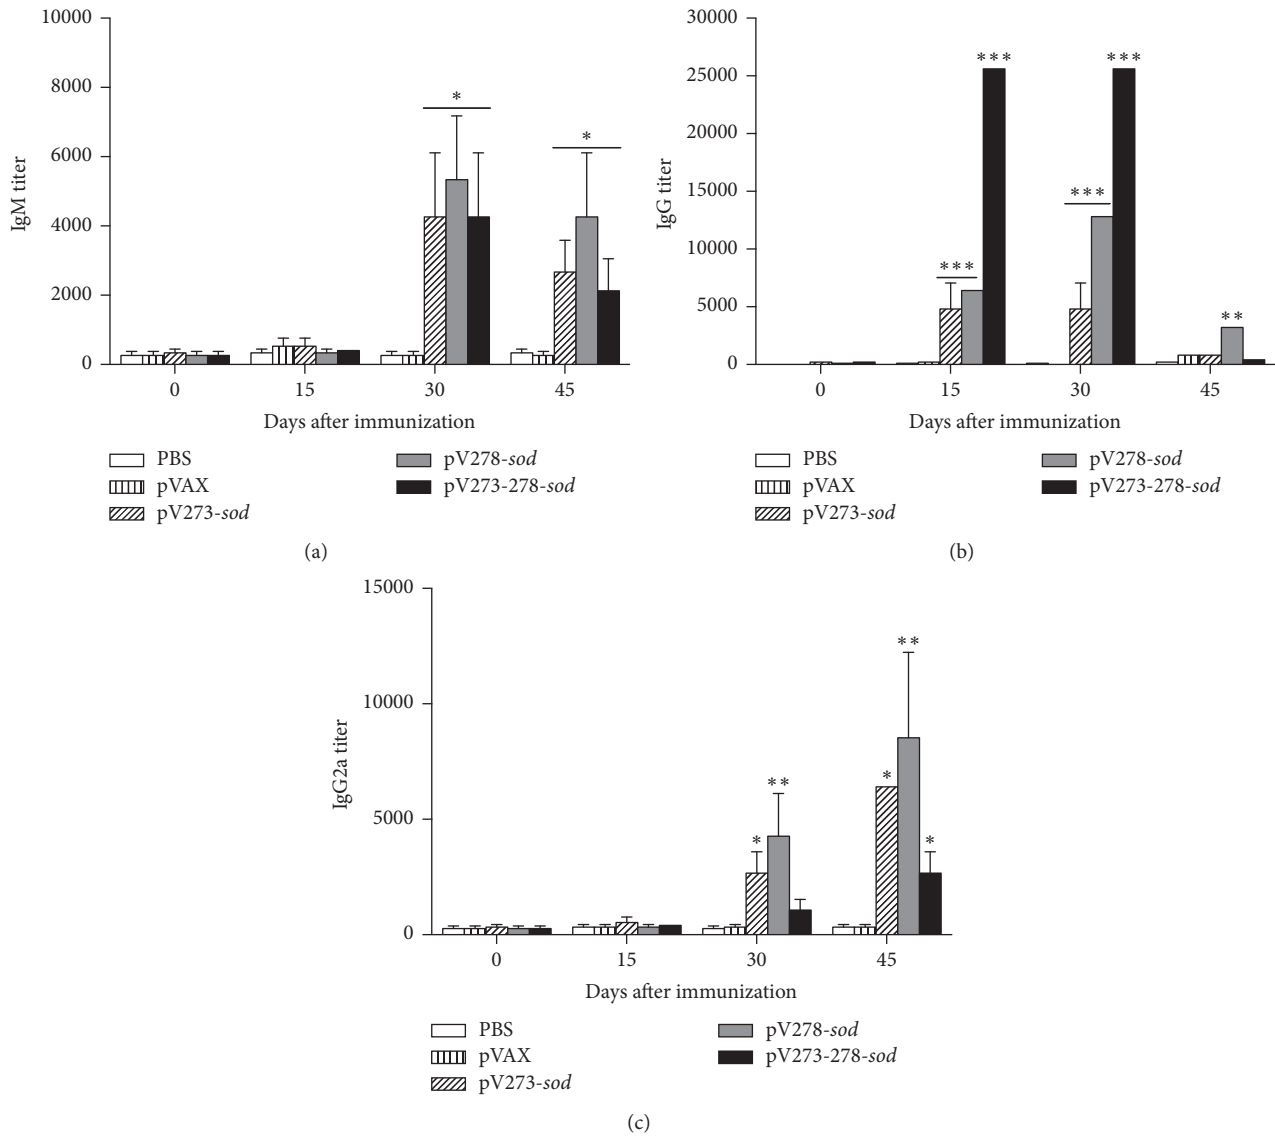 10000
8000
6000
4000
2000
0
IgM titer
*
*
0 15 30 45
Days after immunization
PBS
pVAX
pV273-sod
pV278-sod
pV273-278-sod
(a)
30000
25000
20000
15000
10000
5000
0
IgG titer
***
***
***
***
**
0 15 30 45
Days after immunization
PBS
pVAX
pV273-sod
pV278-sod
pV273-278-sod
(b)
15000
10000
5000
0
IgG2a titer
*
**
*
**
*
0 15 30 45
Days after immunization
PBS
pVAX
pV273-sod
pV278-sod
pV273-278-sod
(c)